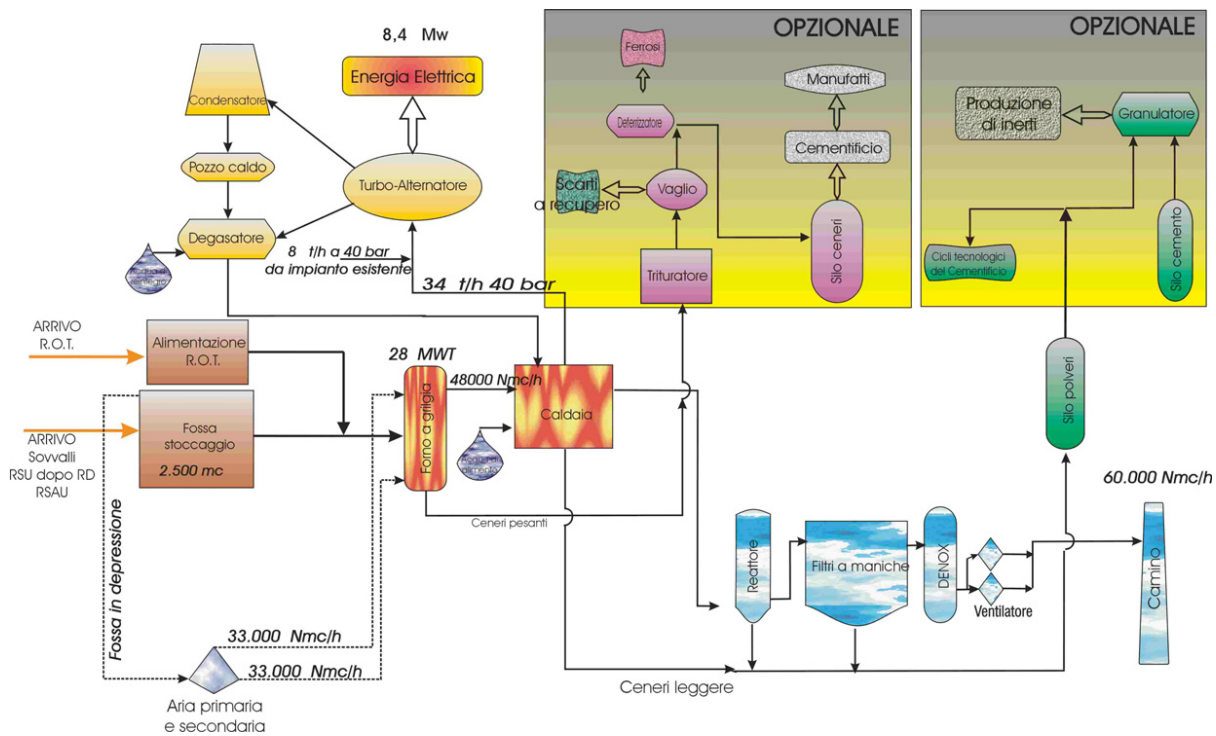 8,4 Mw
Energia Elettrica
Condensatore
Pozzo caldo
Turbo-Alternatore
Degasatore
8 t/h a 40 bar
da impianto esistente
34 t/h 40 bar
OPZIONALE
Ferrosi
Deferrizzatore
Manufatti
Cementificio
Scarti
a recupero
Vaglio
Trituratore
Silo ceneri
OPZIONALE
Produzione
di inerti
Granulatore
Cicli tecnologici
del Cementificio
Silo cemento
Silo polveri
ARRIVO
R.O.T.
Alimentazione
R.O.T.
ARRIVO
Sovvalli
RSU dopo RD
RSAU
Fossa
stoccaggio
2.500 mc
28 MWT
Forno a griglia
48000 Nmc/h
Caldaia
Acqua di
alimento
Ceneri pesanti
Fossa in depressione
33.000 Nmc/h
33.000 Nmc/h
Aria primaria
e secondaria
Reattore
Filtri a maniche
DENOX
Ventilatore
60.000 Nmc/h
Camino
Ceneri leggere